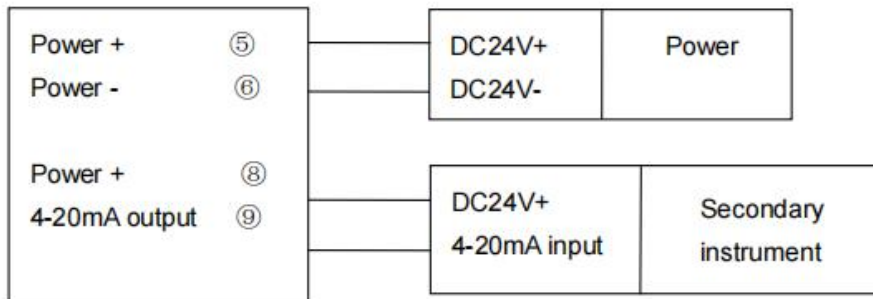 Power + ⑤
Power - ⑥
Power + ⑧
4-20mA output ⑨
DC24V+
DC24V-
Power
DC24V+
4-20mA input
Secondary
instrument